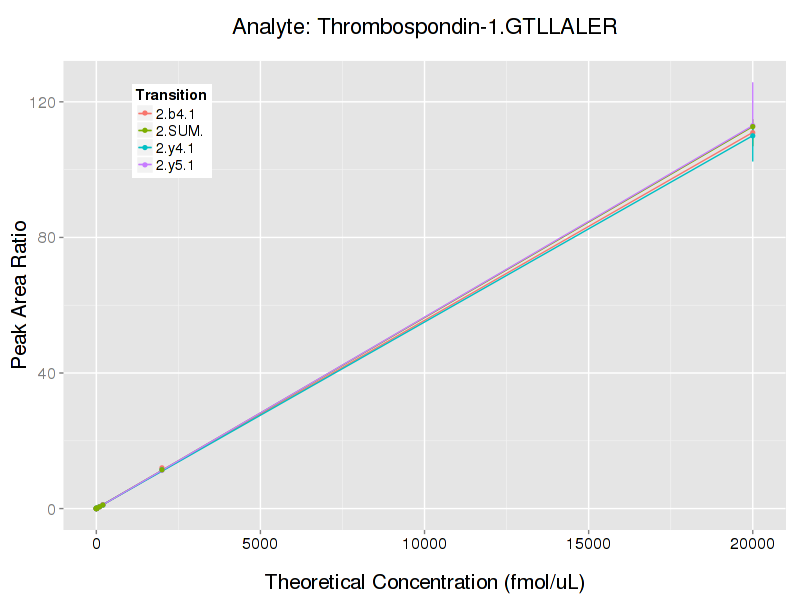 Analyte: Thrombospondin-1.GTLLALER
Transition
2.b4.1
2.SUM.
2.y4.1
2.y5.1
120
80
40
0
Peak Area Ratio
0 5000 10000 15000 20000
Theoretical Concentration (fmol/uL)